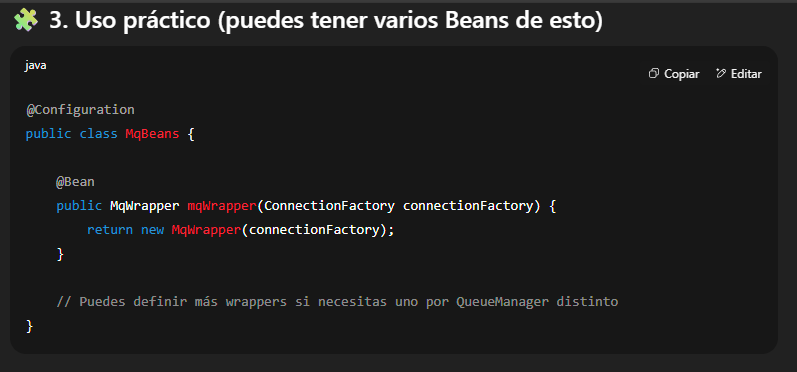 🧩 3. Uso práctico (puedes tener varios Beans de esto)
java
Copiar Editar
@Configuration
public class MqBeans {
@Bean
public MqWrapper mqWrapper(ConnectionFactory connectionFactory) {
return new MqWrapper(connectionFactory);
}
// Puedes definir más wrappers si necesitas uno por QueueManager distinto
}